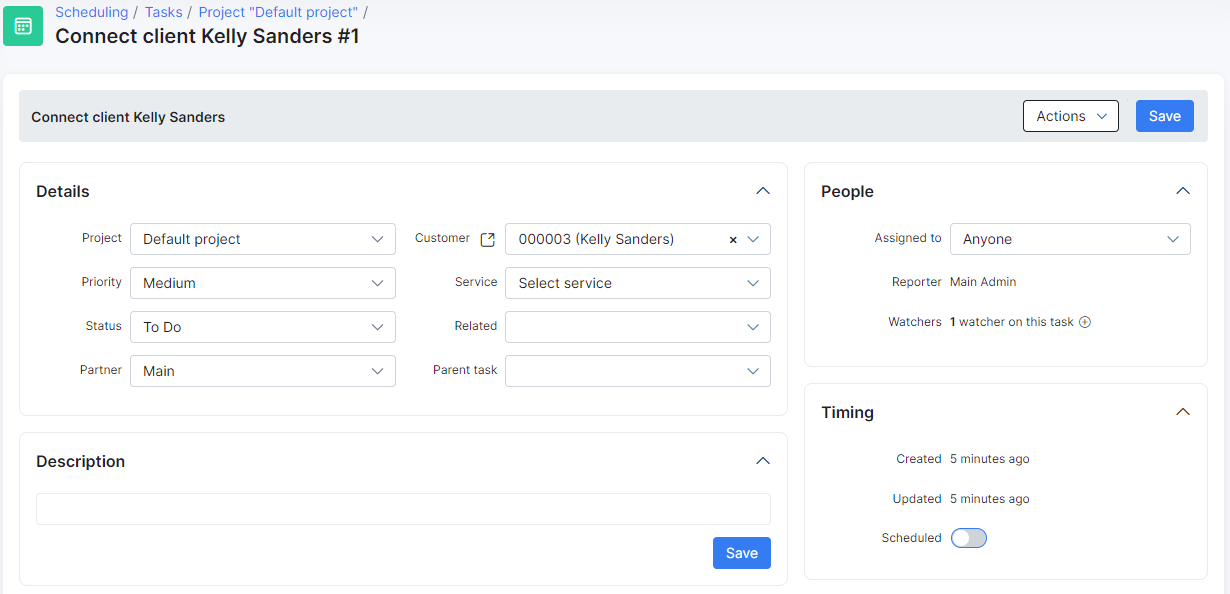 Scheduling / Tasks / Project "Default project" /
Connect client Kelly Sanders #1
Connect client Kelly Sanders
Actions
Save
Details
Project Default project
Customer 000003 (Kelly Sanders) ×
Priority Medium
Service Select service
Status To Do
Related
Partner Main
Parent task
Description
Save
People
Assigned to Anyone
Reporter Main Admin
Watchers 1 watcher on this task
Timing
Created 5 minutes ago
Updated 5 minutes ago
Scheduled